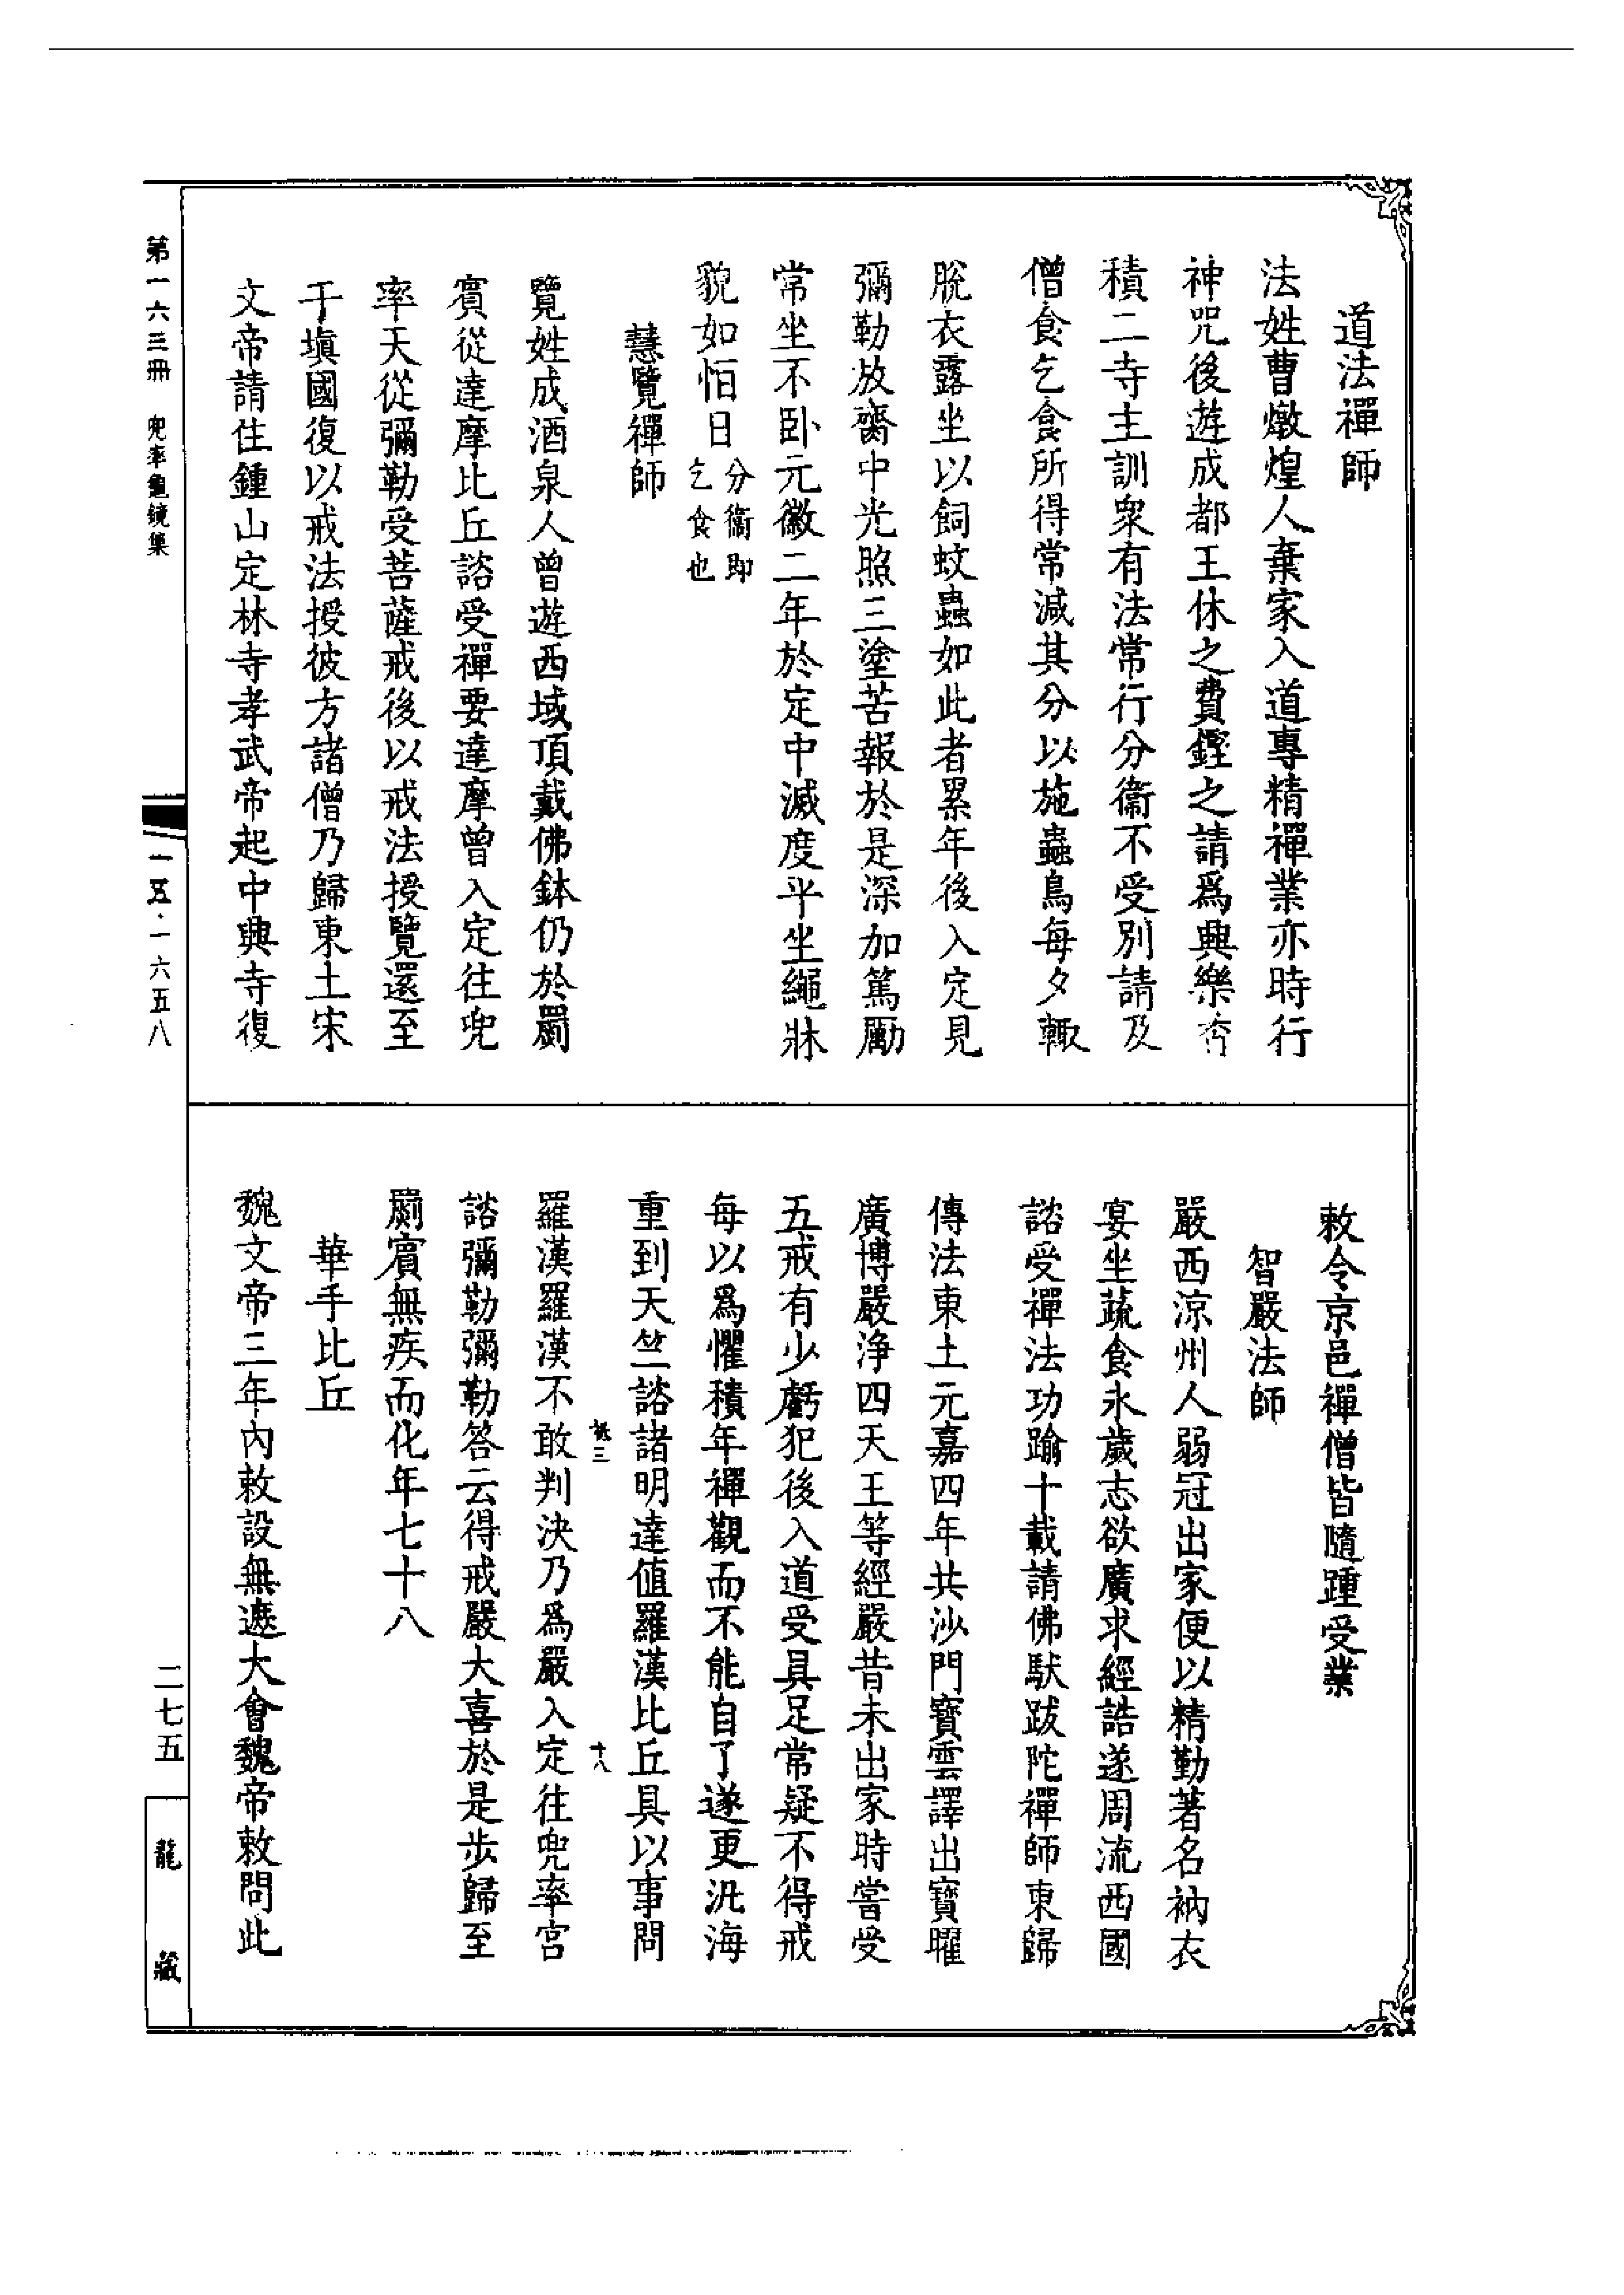 道法禪師
法姓曹燉煌人棄家入道專精禪業亦時行
神咒後遊成都王休之費鏗之請爲興樂香
積二寺主訓衆有法常行分衞不受別請及
僧食乞食所得常減其分以施蟲鳥每夕輒
脫衣露坐以飼蚊蟲如此者累年後入定見
彌勒放齋中光照三塗苦報於是深加篤勵
常坐不卧元徽二年於定中滅度平坐繩牀
貌如怡日分衞即乞食也
慧覽禪師
覽姓成酒泉人曾遊西域頂戴佛鉢仍於罽
賓從達摩比丘諮受禪要達摩曾入定往兜
率天從彌勒受菩薩戒後以戒法授覽還至
于塡國復以戒法授彼方諸僧乃歸東土宋
文帝請住鍾山定林寺孝武帝起中興寺復
敕令京邑禪僧皆隨踵受業
智嚴法師
嚴西涼州人弱冠出家便以精勤著名衲衣
宴坐蔬食永歲志欲廣求經誥遂周流西國
諮受禪法功踰十載請佛馱跋陀禪師東歸
傳法東土元嘉四年共沙門寶雲譯出寶曜
廣博嚴淨四天王等經嚴昔未出家時嘗受
五戒有少虧犯後入道受具足常疑不得戒
每以爲懼積年禪觀而不能自了遂更汎海
重到天竺諮諸明達值羅漢比丘具以事問
羅漢羅漢不敢判決乃爲嚴入定往兜率宮
諮彌勒彌勒答云得戒嚴大喜於是步歸至
罽賓無疾而化年七十八
華手比丘
魏文帝三年內敕設無遮大會魏帝敕問此
十八
第一六三冊 兜率龜鏡集
一五·一六五八
二七五
龍藏